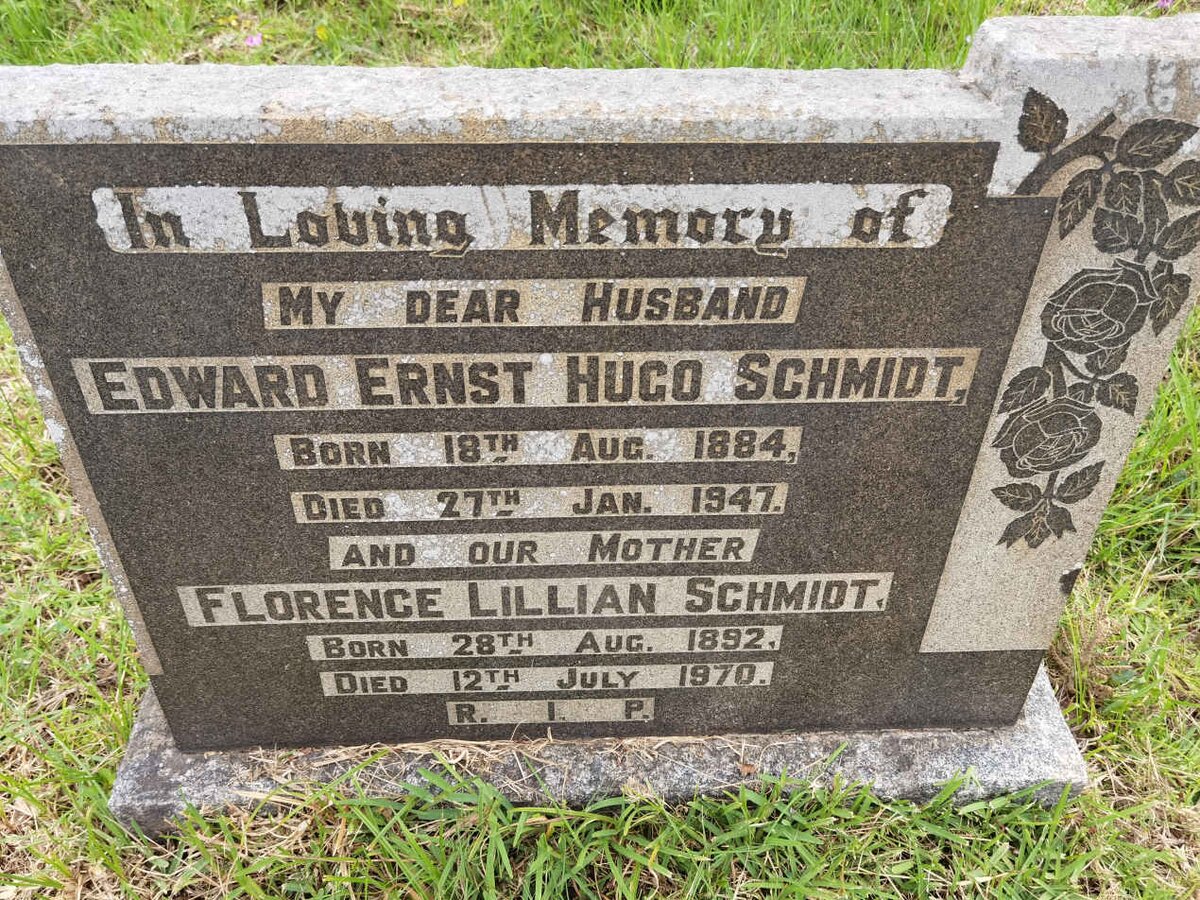 In Loving Memory of
MY DEAR HUSBAND
EDWARD ERNST HUGO SCHMIDT,
BORN 18TH AUG. 1884,
DIED 27TH JAN. 1947.
AND OUR MOTHER
FLORENCE LILLIAN SCHMIDT,
BORN 28TH AUG. 1892,
DIED 12TH JULY 1970.
R. I. P.